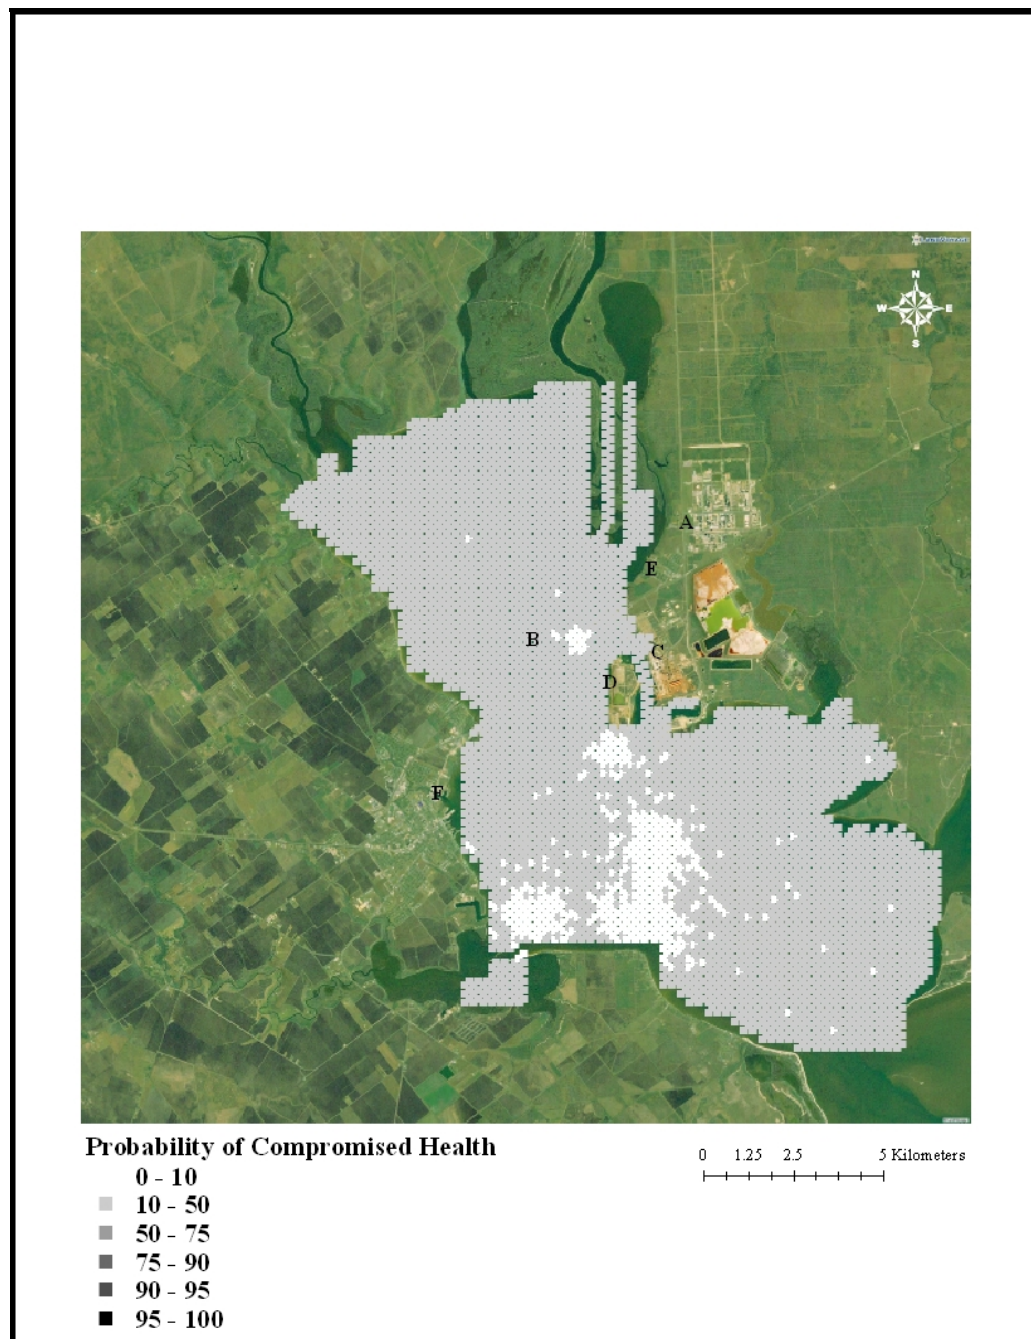 N
W E
S
A
E
B
C
D
F
Probability of Compromised Health
0 - 10
10 - 50
50 - 75
75 - 90
90 - 95
95 - 100
0 1.25 2.5 5 Kilometers